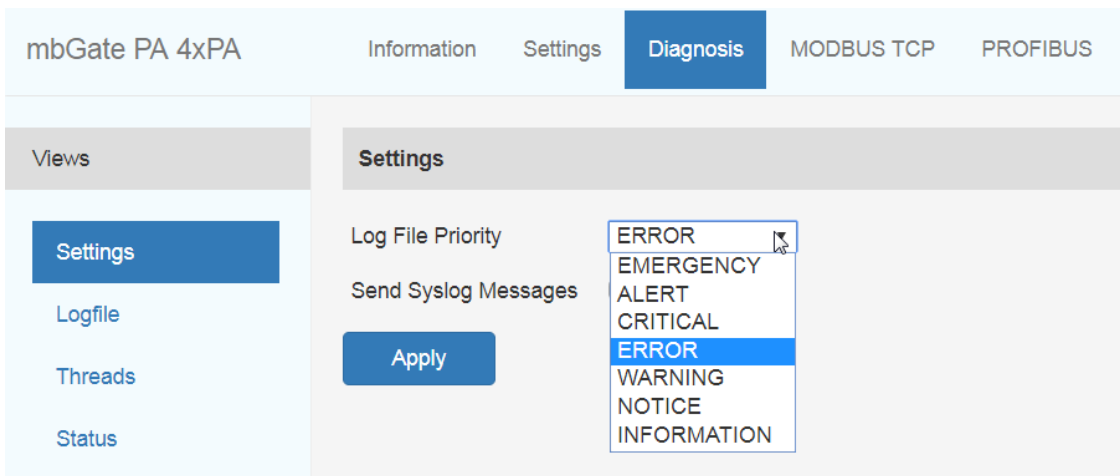 mbGate PA 4xPA Information Settings Diagnosis MODBUS TCP PROFIBUS
Views
Settings
Logfile
Threads
Status
Settings
Log File Priority ERROR
Send Syslog Messages
Apply
EMERGENCY
ALERT
CRITICAL
ERROR
WARNING
NOTICE
INFORMATION